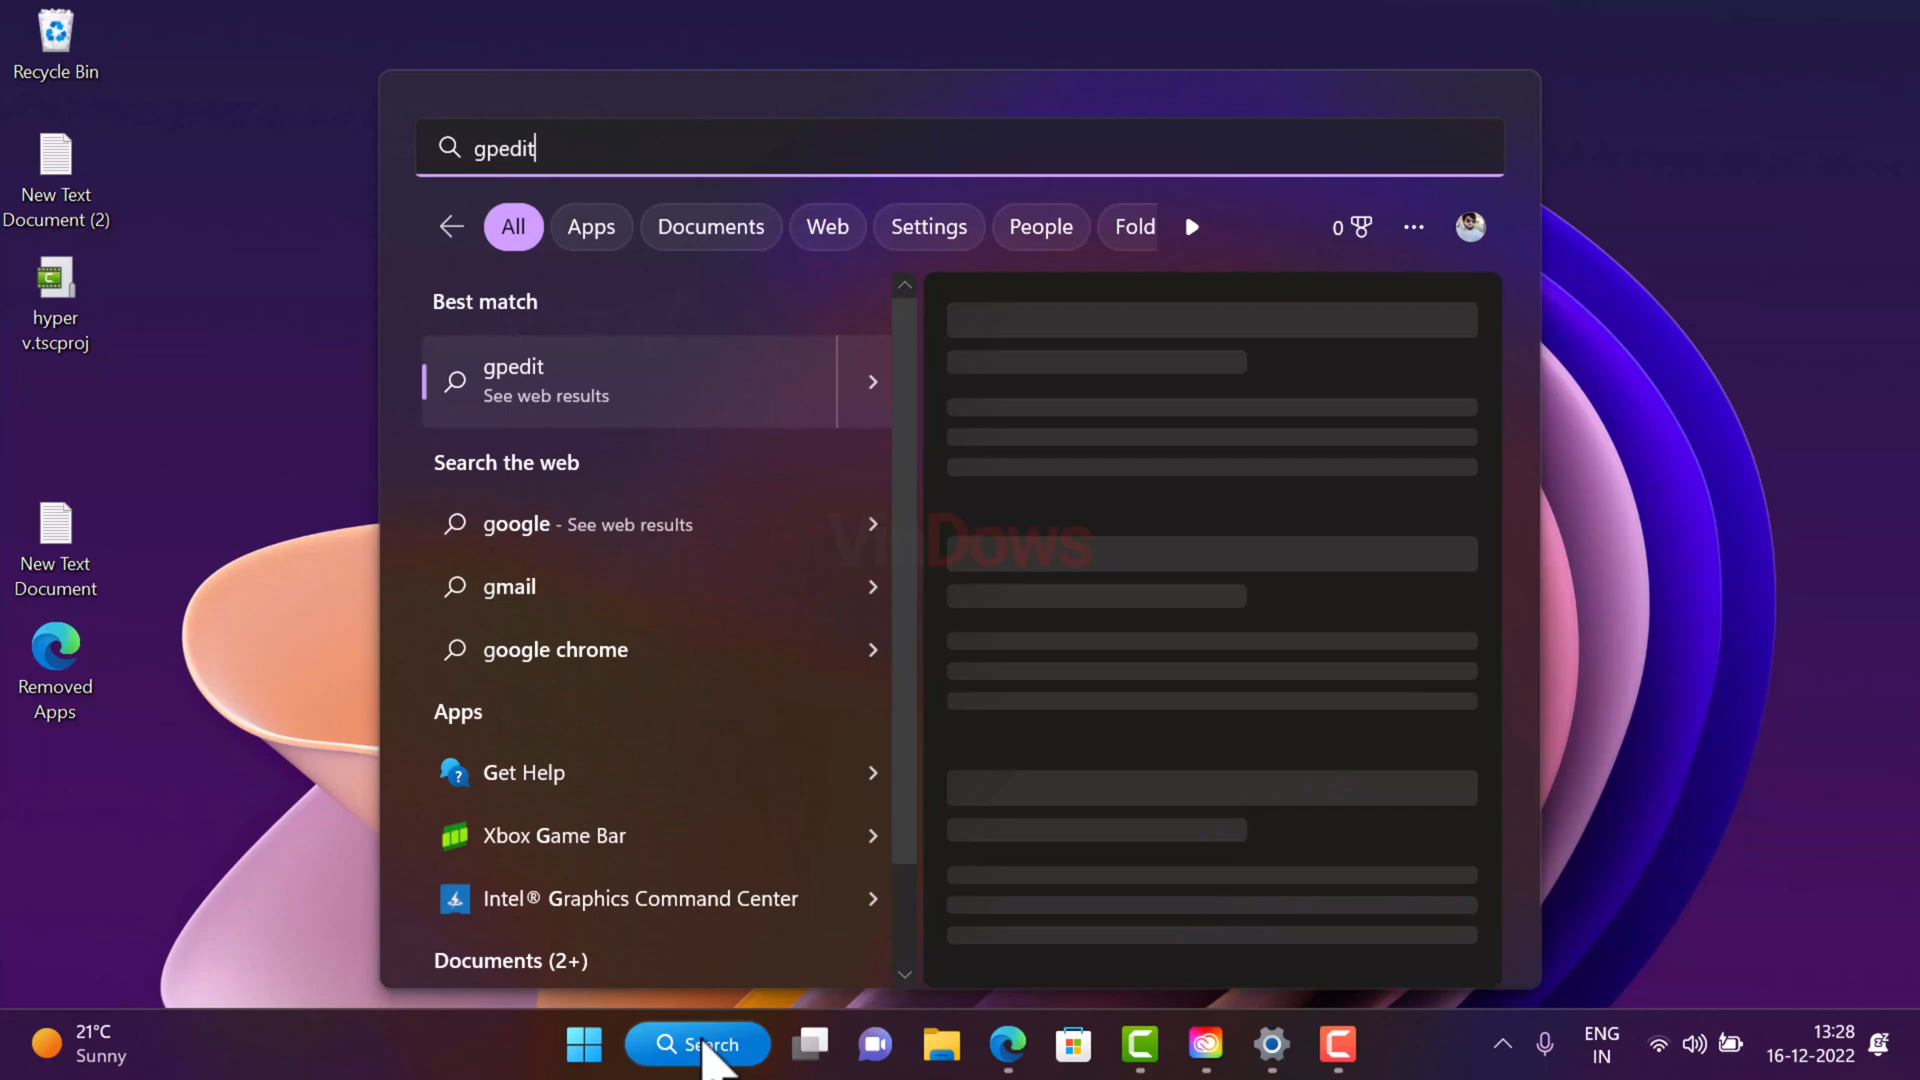 Recycle Bin
New Text
Document (2)
hyper
v.tscproj
New Text
Document
Removed
Apps
gpedit
All
Apps
Documents
Web
Settings
People
Fold
0
Best match
gpedit
See web results
Search the web
google - See web results
gmail
google chrome
Apps
Get Help
Xbox Game Bar
Intel® Graphics Command Center
Documents (2+)
VinDows
21°C
Sunny
Search
ENG
IN
13:28
16-12-2022